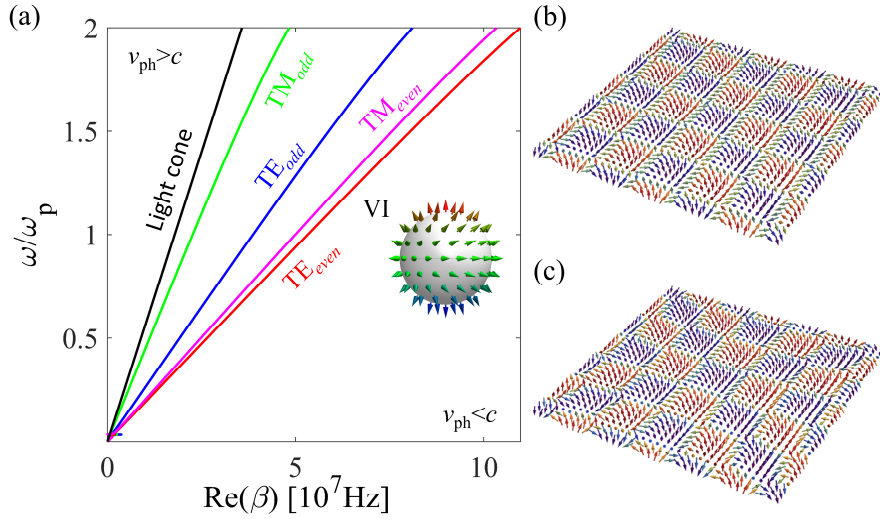 (a)
2
1.5
1
0.5
0
5
10
ω/ω_p
Re(β) [10^7Hz]
v_ph>c
Light cone
TM_odd
TE_odd
TM_even
TE_even
VI
v_ph<c
(b)
(c)